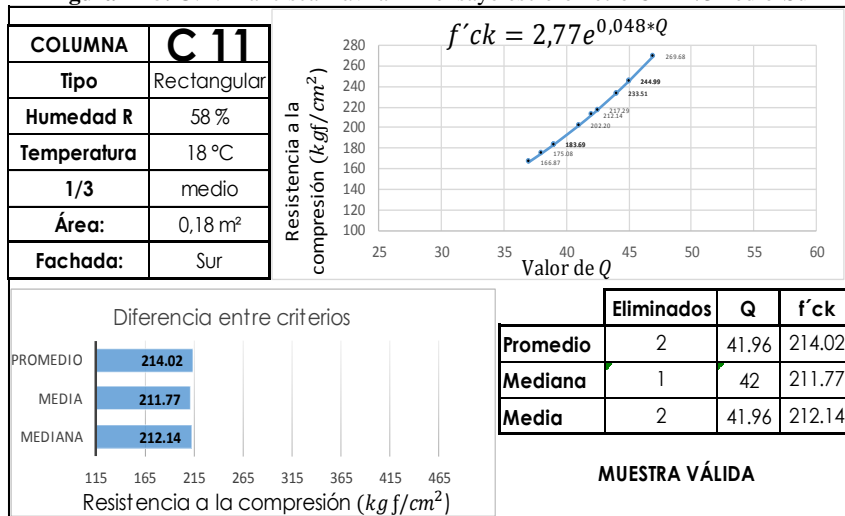 COLUMNA C 11
Tipo Rectangular
Humedad R 58 %
Temperatura 18 °C
1/3 medio
Área: 0,18 m²
Fachada: Sur
f´ck = 2,77e^{0,048*Q}
Resistencia a la
compresión (kgf/cm²)
280
260
240
220
200
180
160
140
120
100
269.68
244.99
233.51
217.29
212.14
202.20
183.69
175.08
166.87
25 30 35 40 45 50 55 60
Valor de Q
Diferencia entre criterios
PROMEDIO 214.02
MEDIA 211.77
MEDIANA 212.14
115 165 215 265 315 365 415 465
Resistencia a la compresión (kg f/cm²)
Eliminados Q f´ck
Promedio 2 41.96 214.02
Mediana 1 42 211.77
Media 2 41.96 212.14
MUESTRA VÁLIDA